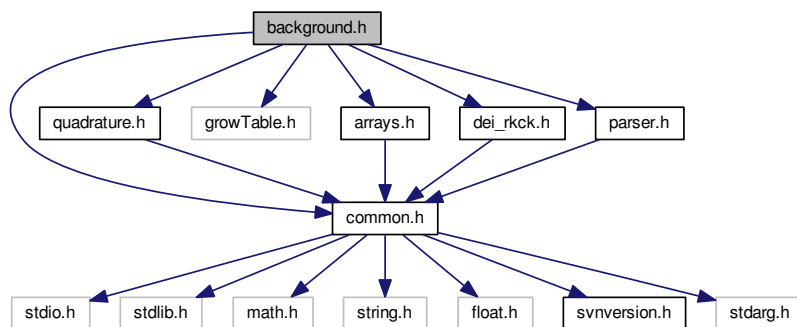 background.h
quadrature.h
growTable.h
arrays.h
dei_rkck.h
parser.h
common.h
stdio.h
stdlib.h
math.h
string.h
float.h
svnversion.h
stdarg.h